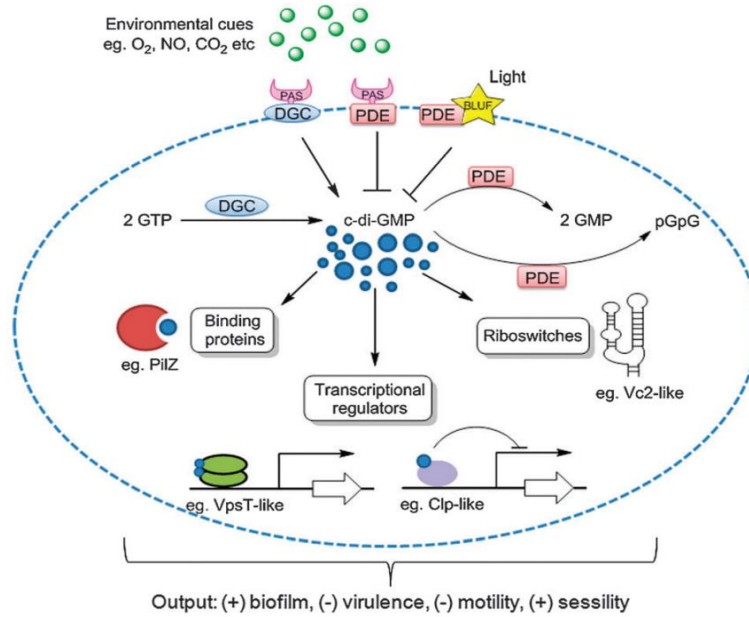 Environmental cues
eg. O2, NO, CO2 etc
Light
PAS
PAS
BLUF
DGC
PDE
PDE
PDE
DGC
2 GTP
c-di-GMP
2 GMP
pGpG
PDE
Binding
proteins
Riboswitches
eg. PilZ
Transcriptional
regulators
eg. Vc2-like
eg. VpsT-like
eg. Clp-like
Output: (+) biofilm, (-) virulence, (-) motility, (+) sessility